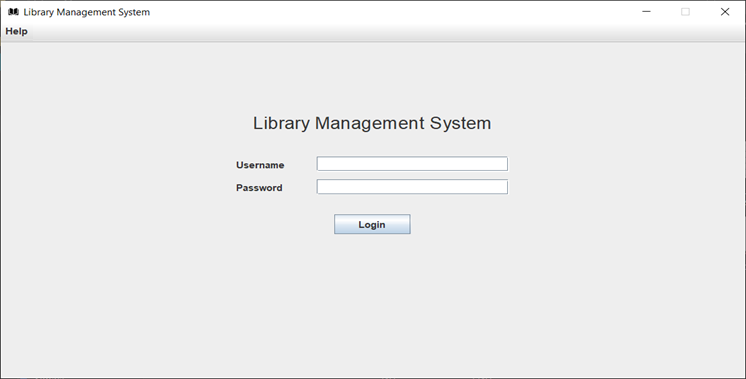 Library Management System
Help
Library Management System
Username
Password
Login